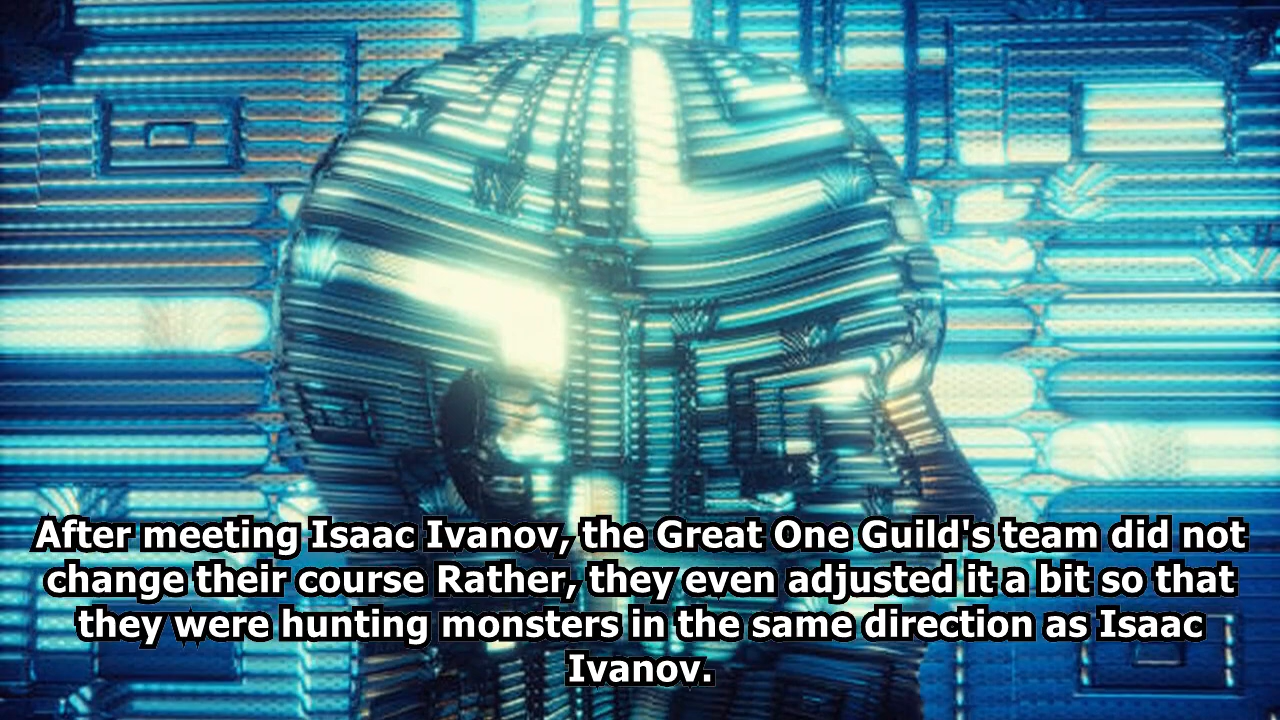 After meeting Isaac Ivanov, the Great One Guild's team did not
change their course Rather, they even adjusted it a bit so that
they were hunting monsters in the same direction as Isaac
Ivanov.